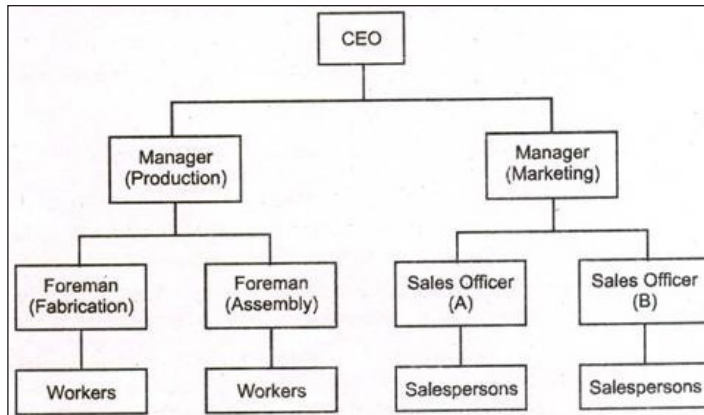 CEO
Manager
(Production)
Manager
(Marketing)
Foreman
(Fabrication)
Foreman
(Assembly)
Sales Officer
(A)
Sales Officer
(B)
Workers
Workers
Salespersons
Salespersons